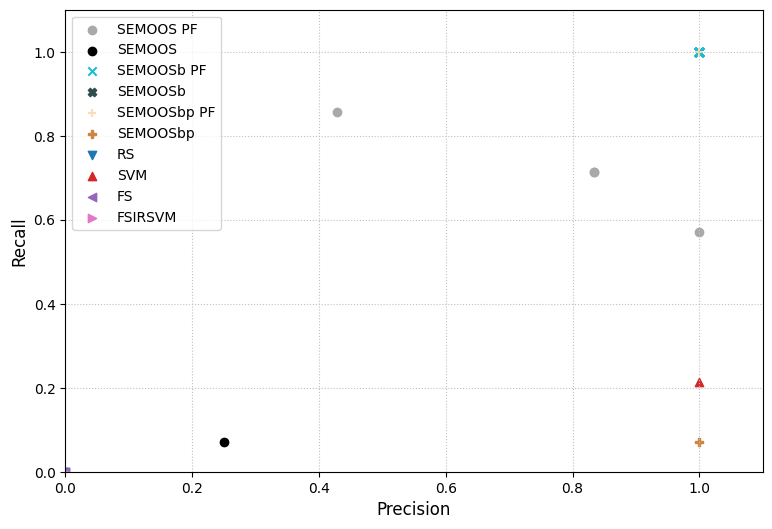 SEMOOS PF
SEMOOS
SEMOOSb PF
SEMOOSb
SEMOOSbp PF
SEMOOSbp
RS
SVM
FS
FSIRSVM
1.0
0.8
0.6
0.4
0.2
0.0
Recall
0.0 0.2 0.4 0.6 0.8 1.0
Precision